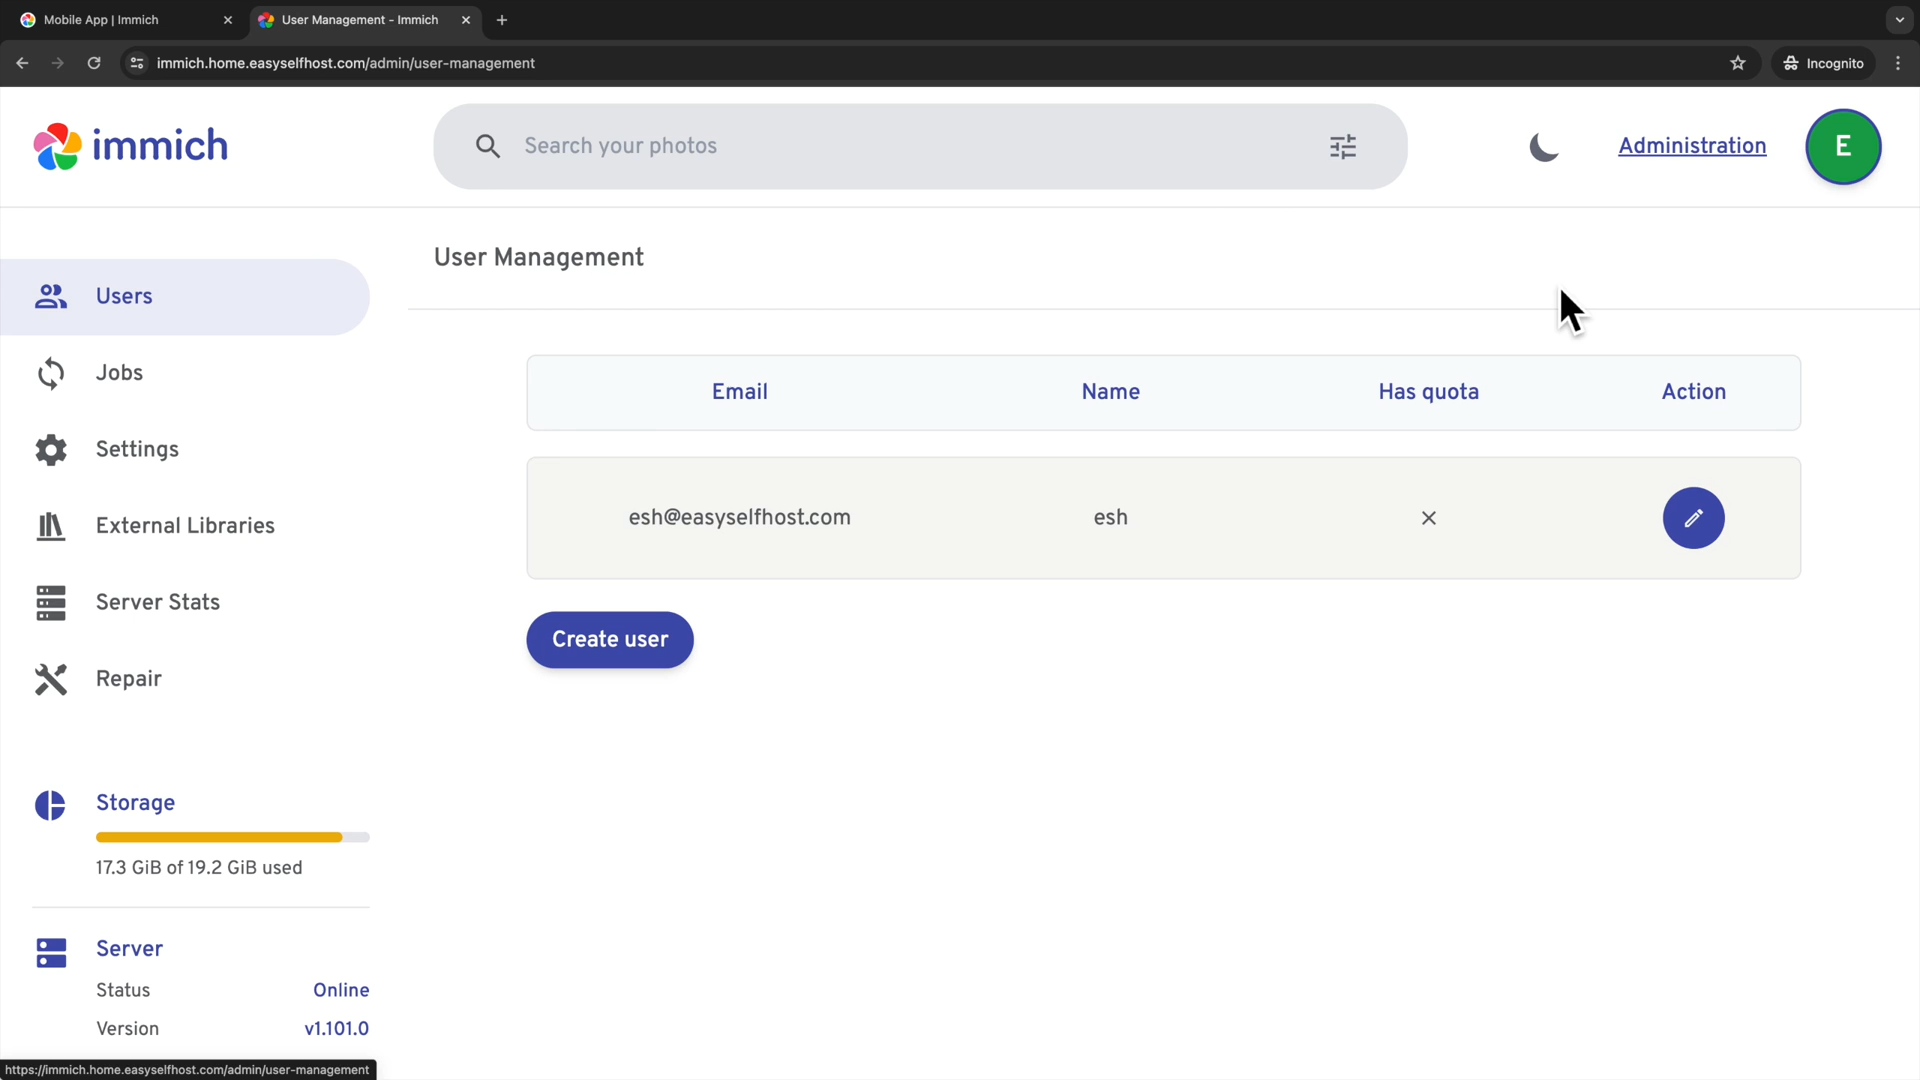 Mobile App | Immich
User Management - Immich
immich.home.easyselfhost.com/admin/user-management
Incognito
immich
Search your photos
Administration
E
User Management
Users
Jobs
Settings
External Libraries
Server Stats
Repair
Email Name Has quota Action
esh@easyselfhost.com esh
Create user
Storage
17.3 GiB of 19.2 GiB used
Server
Status Online
Version v1.101.0
https://immich.home.easyselfhost.com/admin/user-management